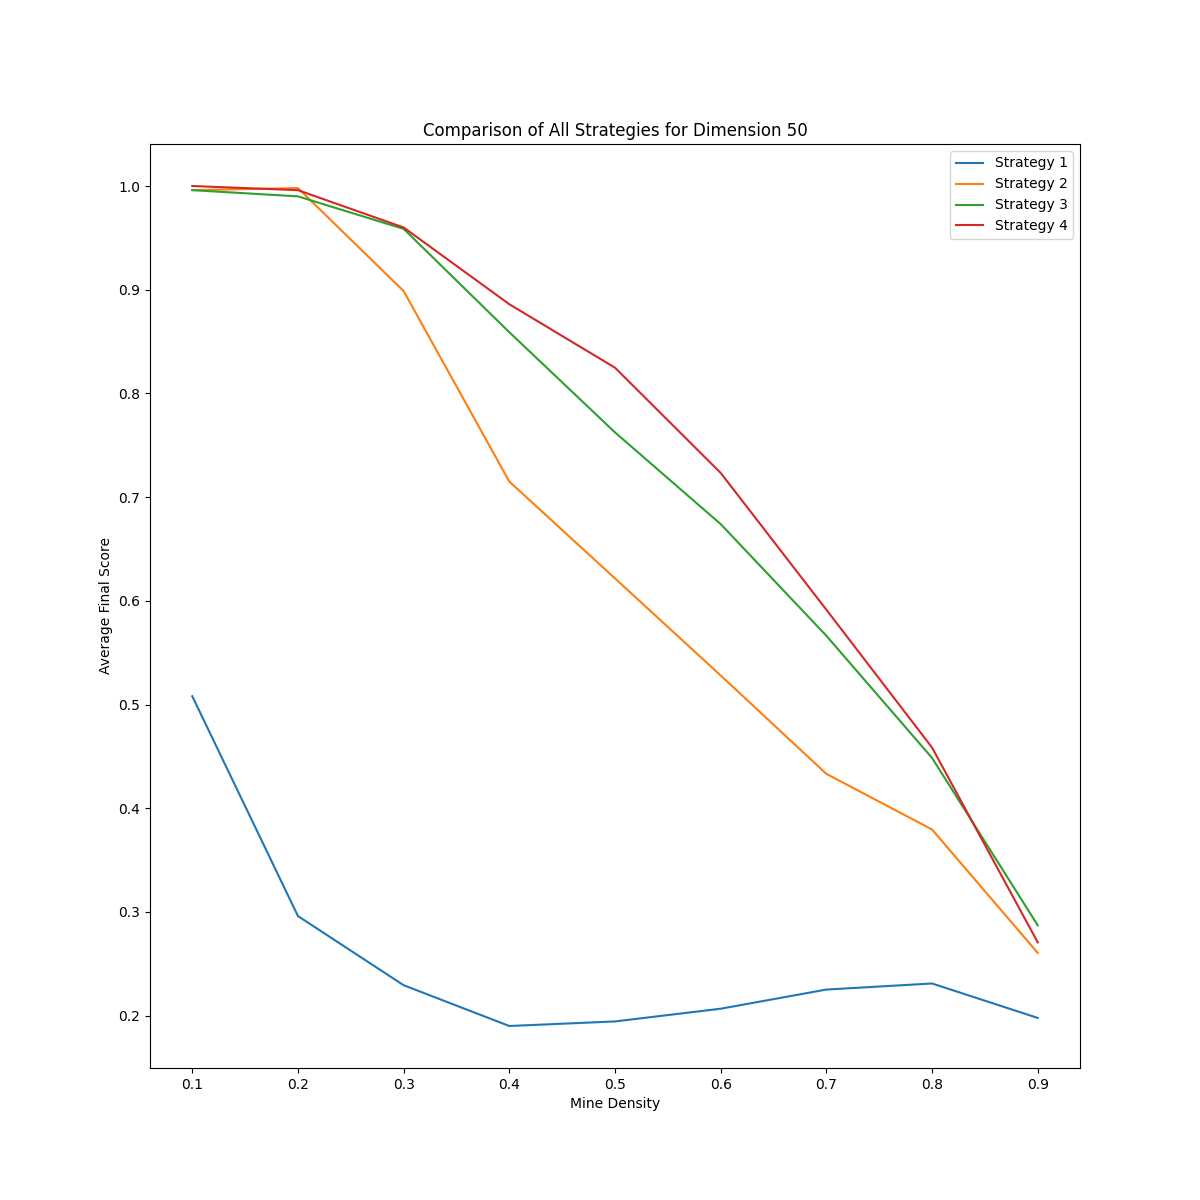 Comparison of All Strategies for Dimension 50
Strategy 1
Strategy 2
Strategy 3
Strategy 4
1.0
0.9
0.8
0.7
0.6
0.5
0.4
0.3
0.2
Average Final Score
0.1 0.2 0.3 0.4 0.5 0.6 0.7 0.8 0.9
Mine Density